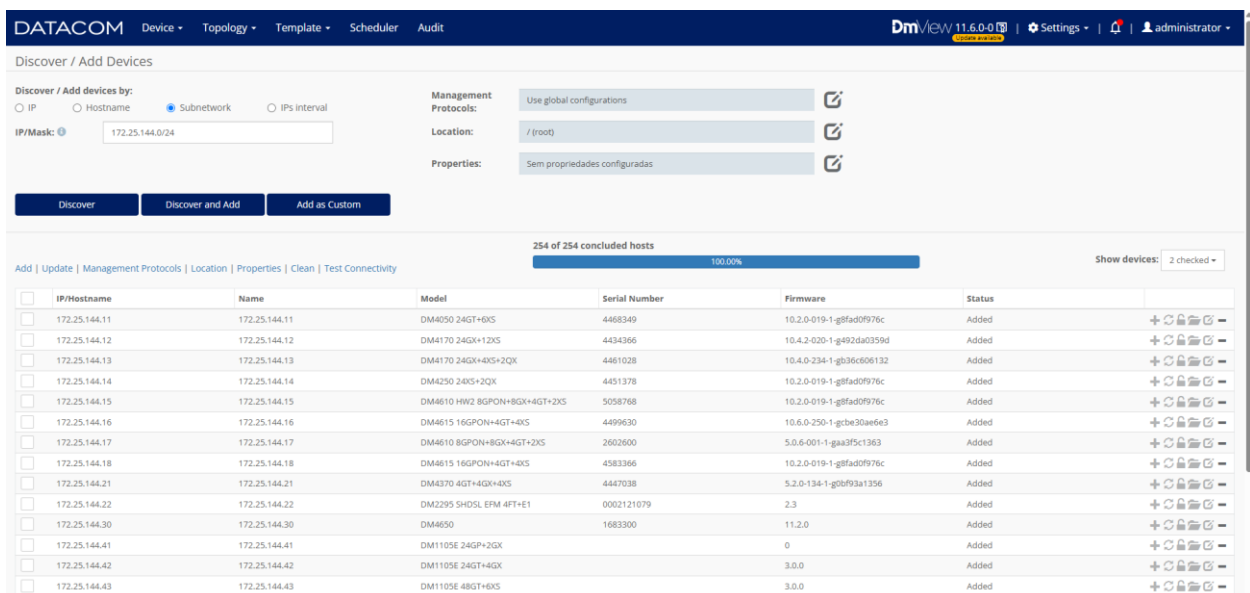 DATACOM Device Topology Template Scheduler Audit DmView 11.6.0-0 | Settings | | administrator
Update available
Discover / Add Devices
Discover / Add devices by:
IP Hostname Subnetwork IPs interval
IP/Mask: 172.25.144.0/24
Management Protocols: Use global configurations
Location: / (root)
Properties: Sem propriedades configuradas
Discover Discover and Add Add as Custom
254 of 254 concluded hosts
100.00%
Add | Update | Management Protocols | Location | Properties | Clean | Test Connectivity
Show devices: 2 checked
IP/Hostname Name Model Serial Number Firmware Status
172.25.144.11 172.25.144.11 DM4050 24GT+6XS 4468349 10.2.0-019-1-g8fad0f976c Added
172.25.144.12 172.25.144.12 DM4170 24GX+12XS 4434366 10.4.2-020-1-g492da0359d Added
172.25.144.13 172.25.144.13 DM4170 24GX+4XS+2QX 4461028 10.4.0-234-1-gb36c606132 Added
172.25.144.14 172.25.144.14 DM4250 24XS+2QX 4451378 10.2.0-019-1-g8fad0f976c Added
172.25.144.15 172.25.144.15 DM4610 HW2 8GPON+8GX+4GT+2XS 5058768 10.2.0-019-1-g8fad0f976c Added
172.25.144.16 172.25.144.16 DM4615 16GPON+4GT+4XS 4499630 10.6.0-250-1-gcbe30ae6e3 Added
172.25.144.17 172.25.144.17 DM4610 8GPON+8GX+4GT+2XS 2602600 5.0.6-001-1-gaa3f5c1363 Added
172.25.144.18 172.25.144.18 DM4615 16GPON+4GT+4XS 4583366 10.2.0-019-1-g8fad0f976c Added
172.25.144.21 172.25.144.21 DM4370 4GT+4GX+4XS 4447038 5.2.0-134-1-g0bf93a1356 Added
172.25.144.22 172.25.144.22 DM2295 SHDSL EFM 4FT+E1 0002121079 2.3 Added
172.25.144.30 172.25.144.30 DM4650 1683300 11.2.0 Added
172.25.144.41 172.25.144.41 DM1105E 24GP+2GX 0 Added
172.25.144.42 172.25.144.42 DM1105E 24GT+4GX 3.0.0 Added
172.25.144.43 172.25.144.43 DM1105E 48GT+6XS 3.0.0 Added